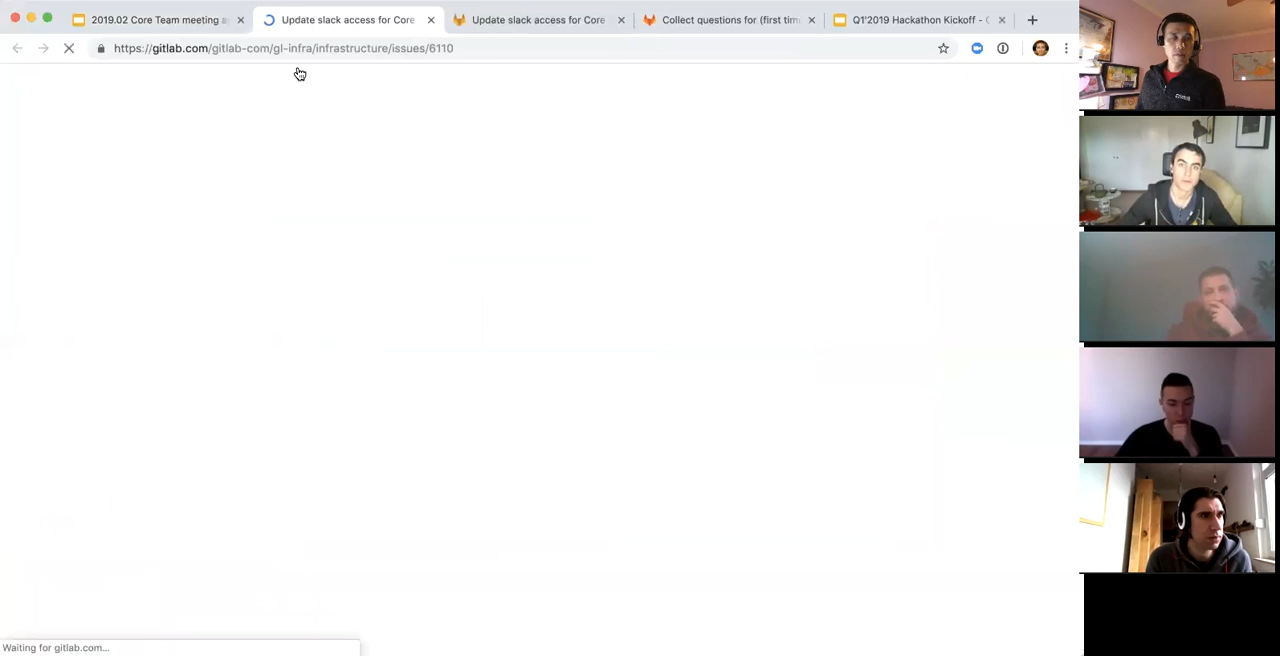 2019.02 Core Team meeting a
Update slack access for Core
Update slack access for Core
Collect questions for (first tim
Q1'2019 Hackathon Kickoff - G
https://gitlab.com/gitlab-com/gl-infra/infrastructure/issues/6110
Waiting for gitlab.com...